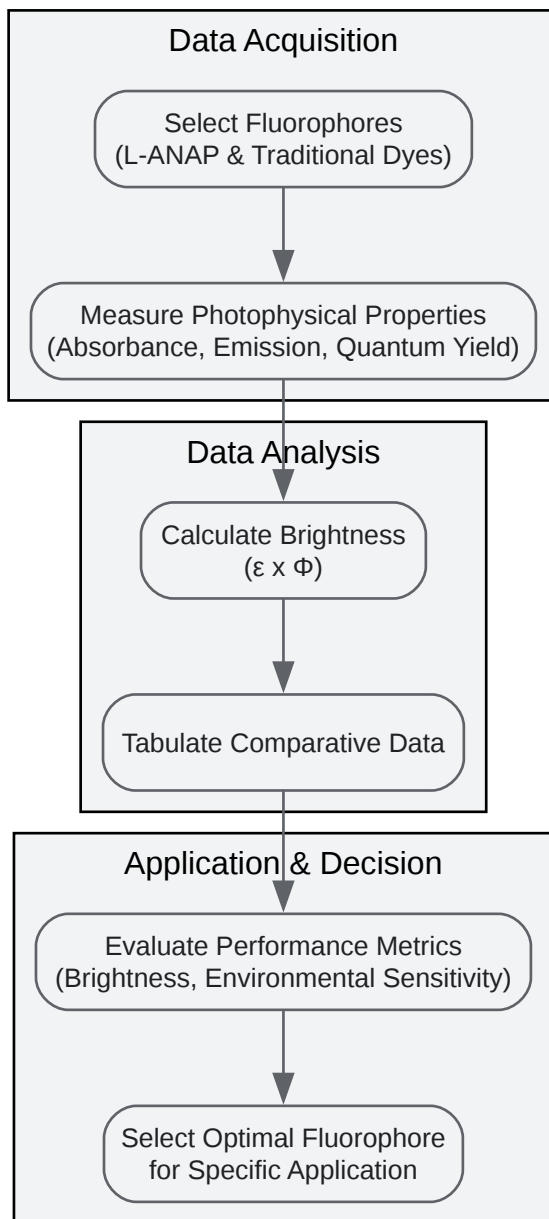 Data Acquisition
Select Fluorophores
(L-ANAP & Traditional Dyes)
Measure Photophysical Properties
(Absorbance, Emission, Quantum Yield)
Data Analysis
Calculate Brightness
(ε x Φ)
Tabulate Comparative Data
Application & Decision
Evaluate Performance Metrics
(Brightness, Environmental Sensitivity)
Select Optimal Fluorophore
for Specific Application